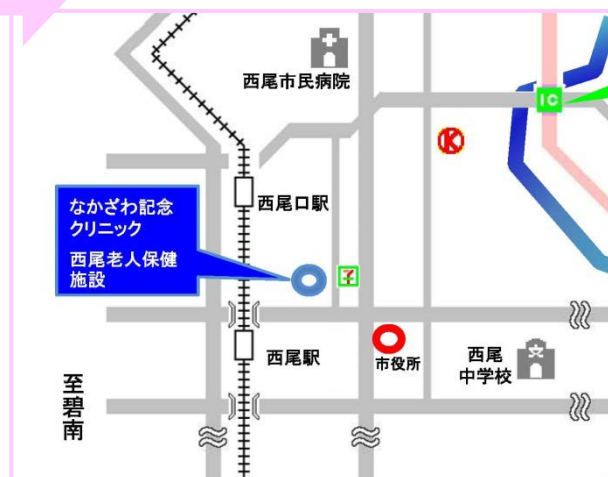 西尾市民病院
IC
K
西尾口駅
なかざわ記念
クリニック
西尾老人保健
施設
7
西尾駅
市役所
西尾
中学校
文
至碧南